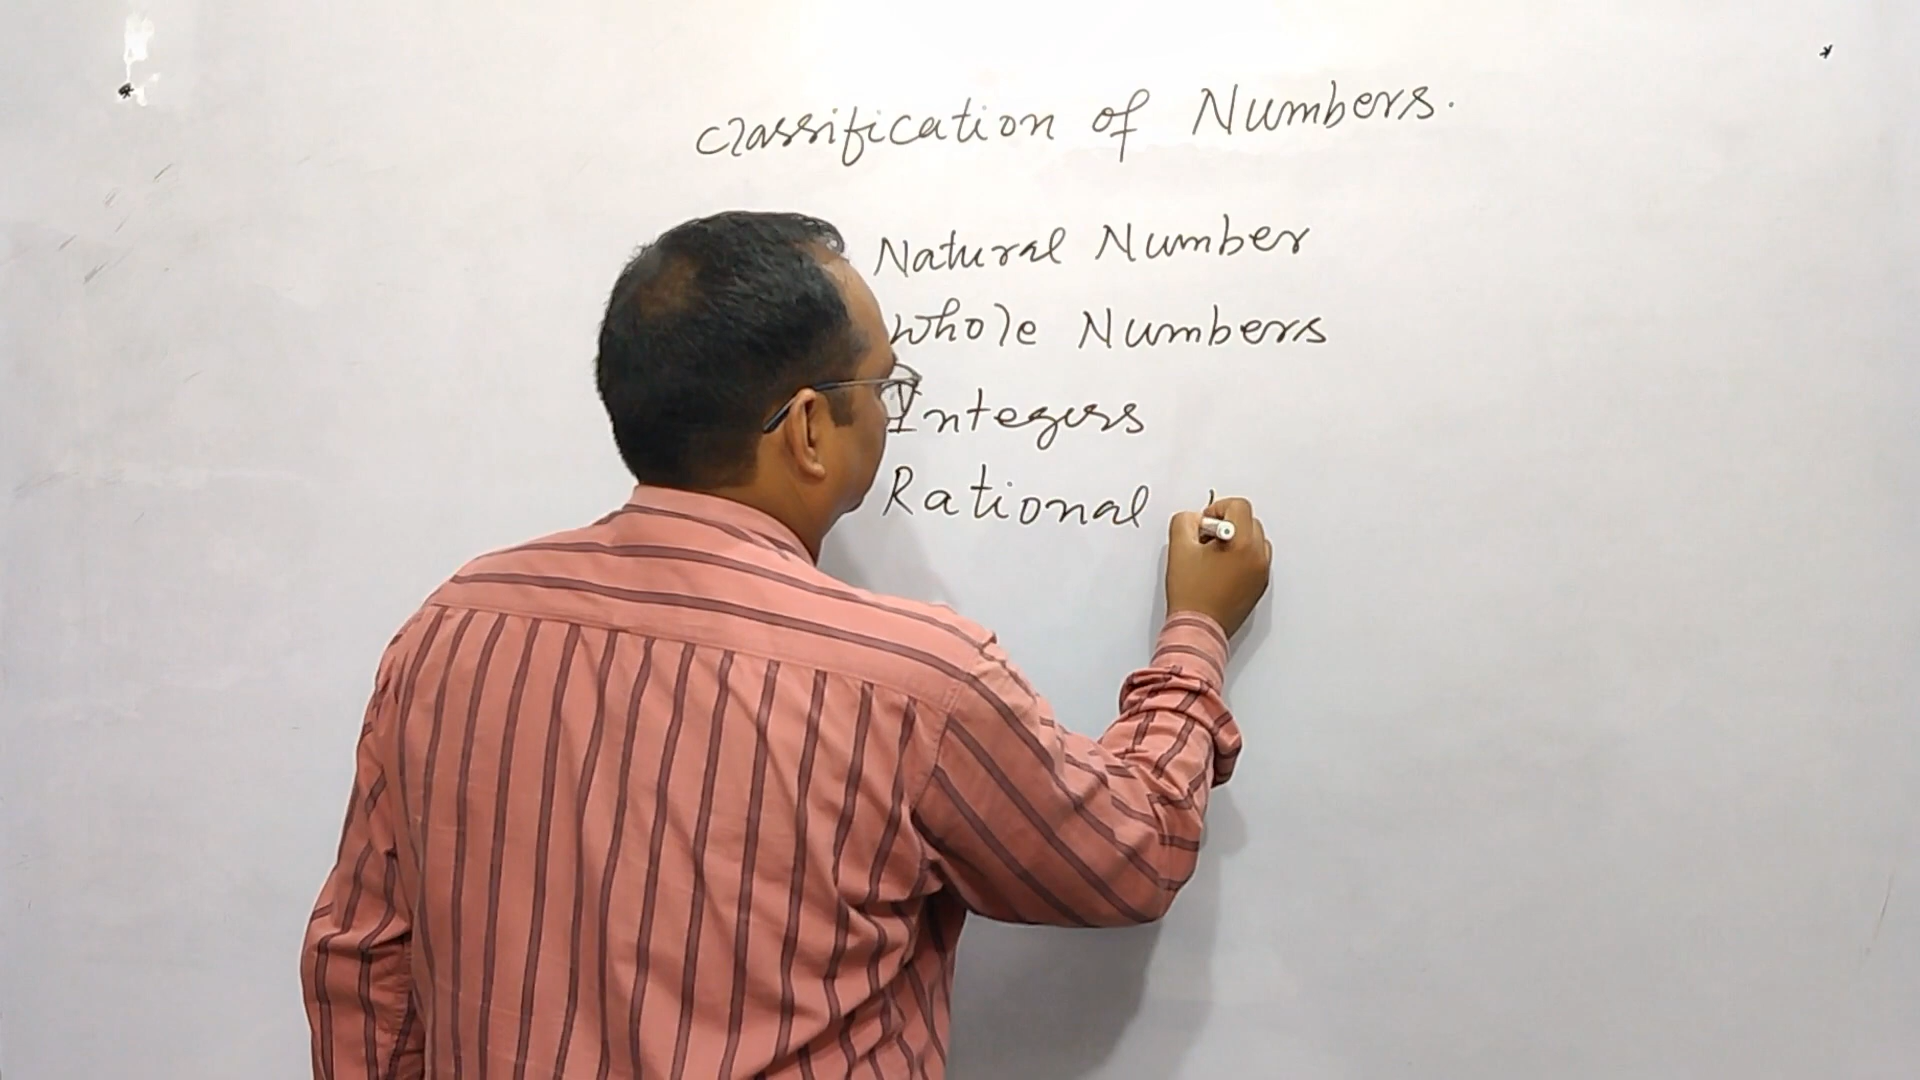 Classification of Numbers.
Natural Number
Whole Numbers
Integers
Rational